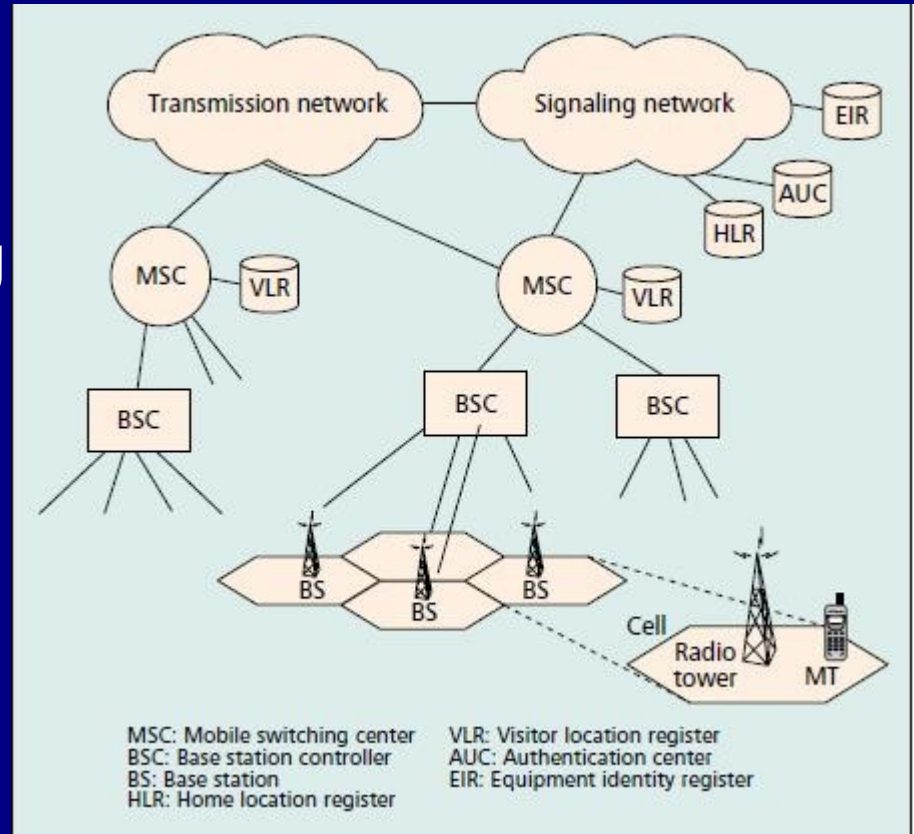 Transmission network
Signaling network
EIR
AUC
HLR
MSC
VLR
MSC
VLR
BSC
BSC
BSC
BS
BS
BS
Cell
Radio
tower
MT
MSC: Mobile switching center
BSC: Base station controller
BS: Base station
HLR: Home location register
VLR: Visitor location register
AUC: Authentication center
EIR: Equipment identity register